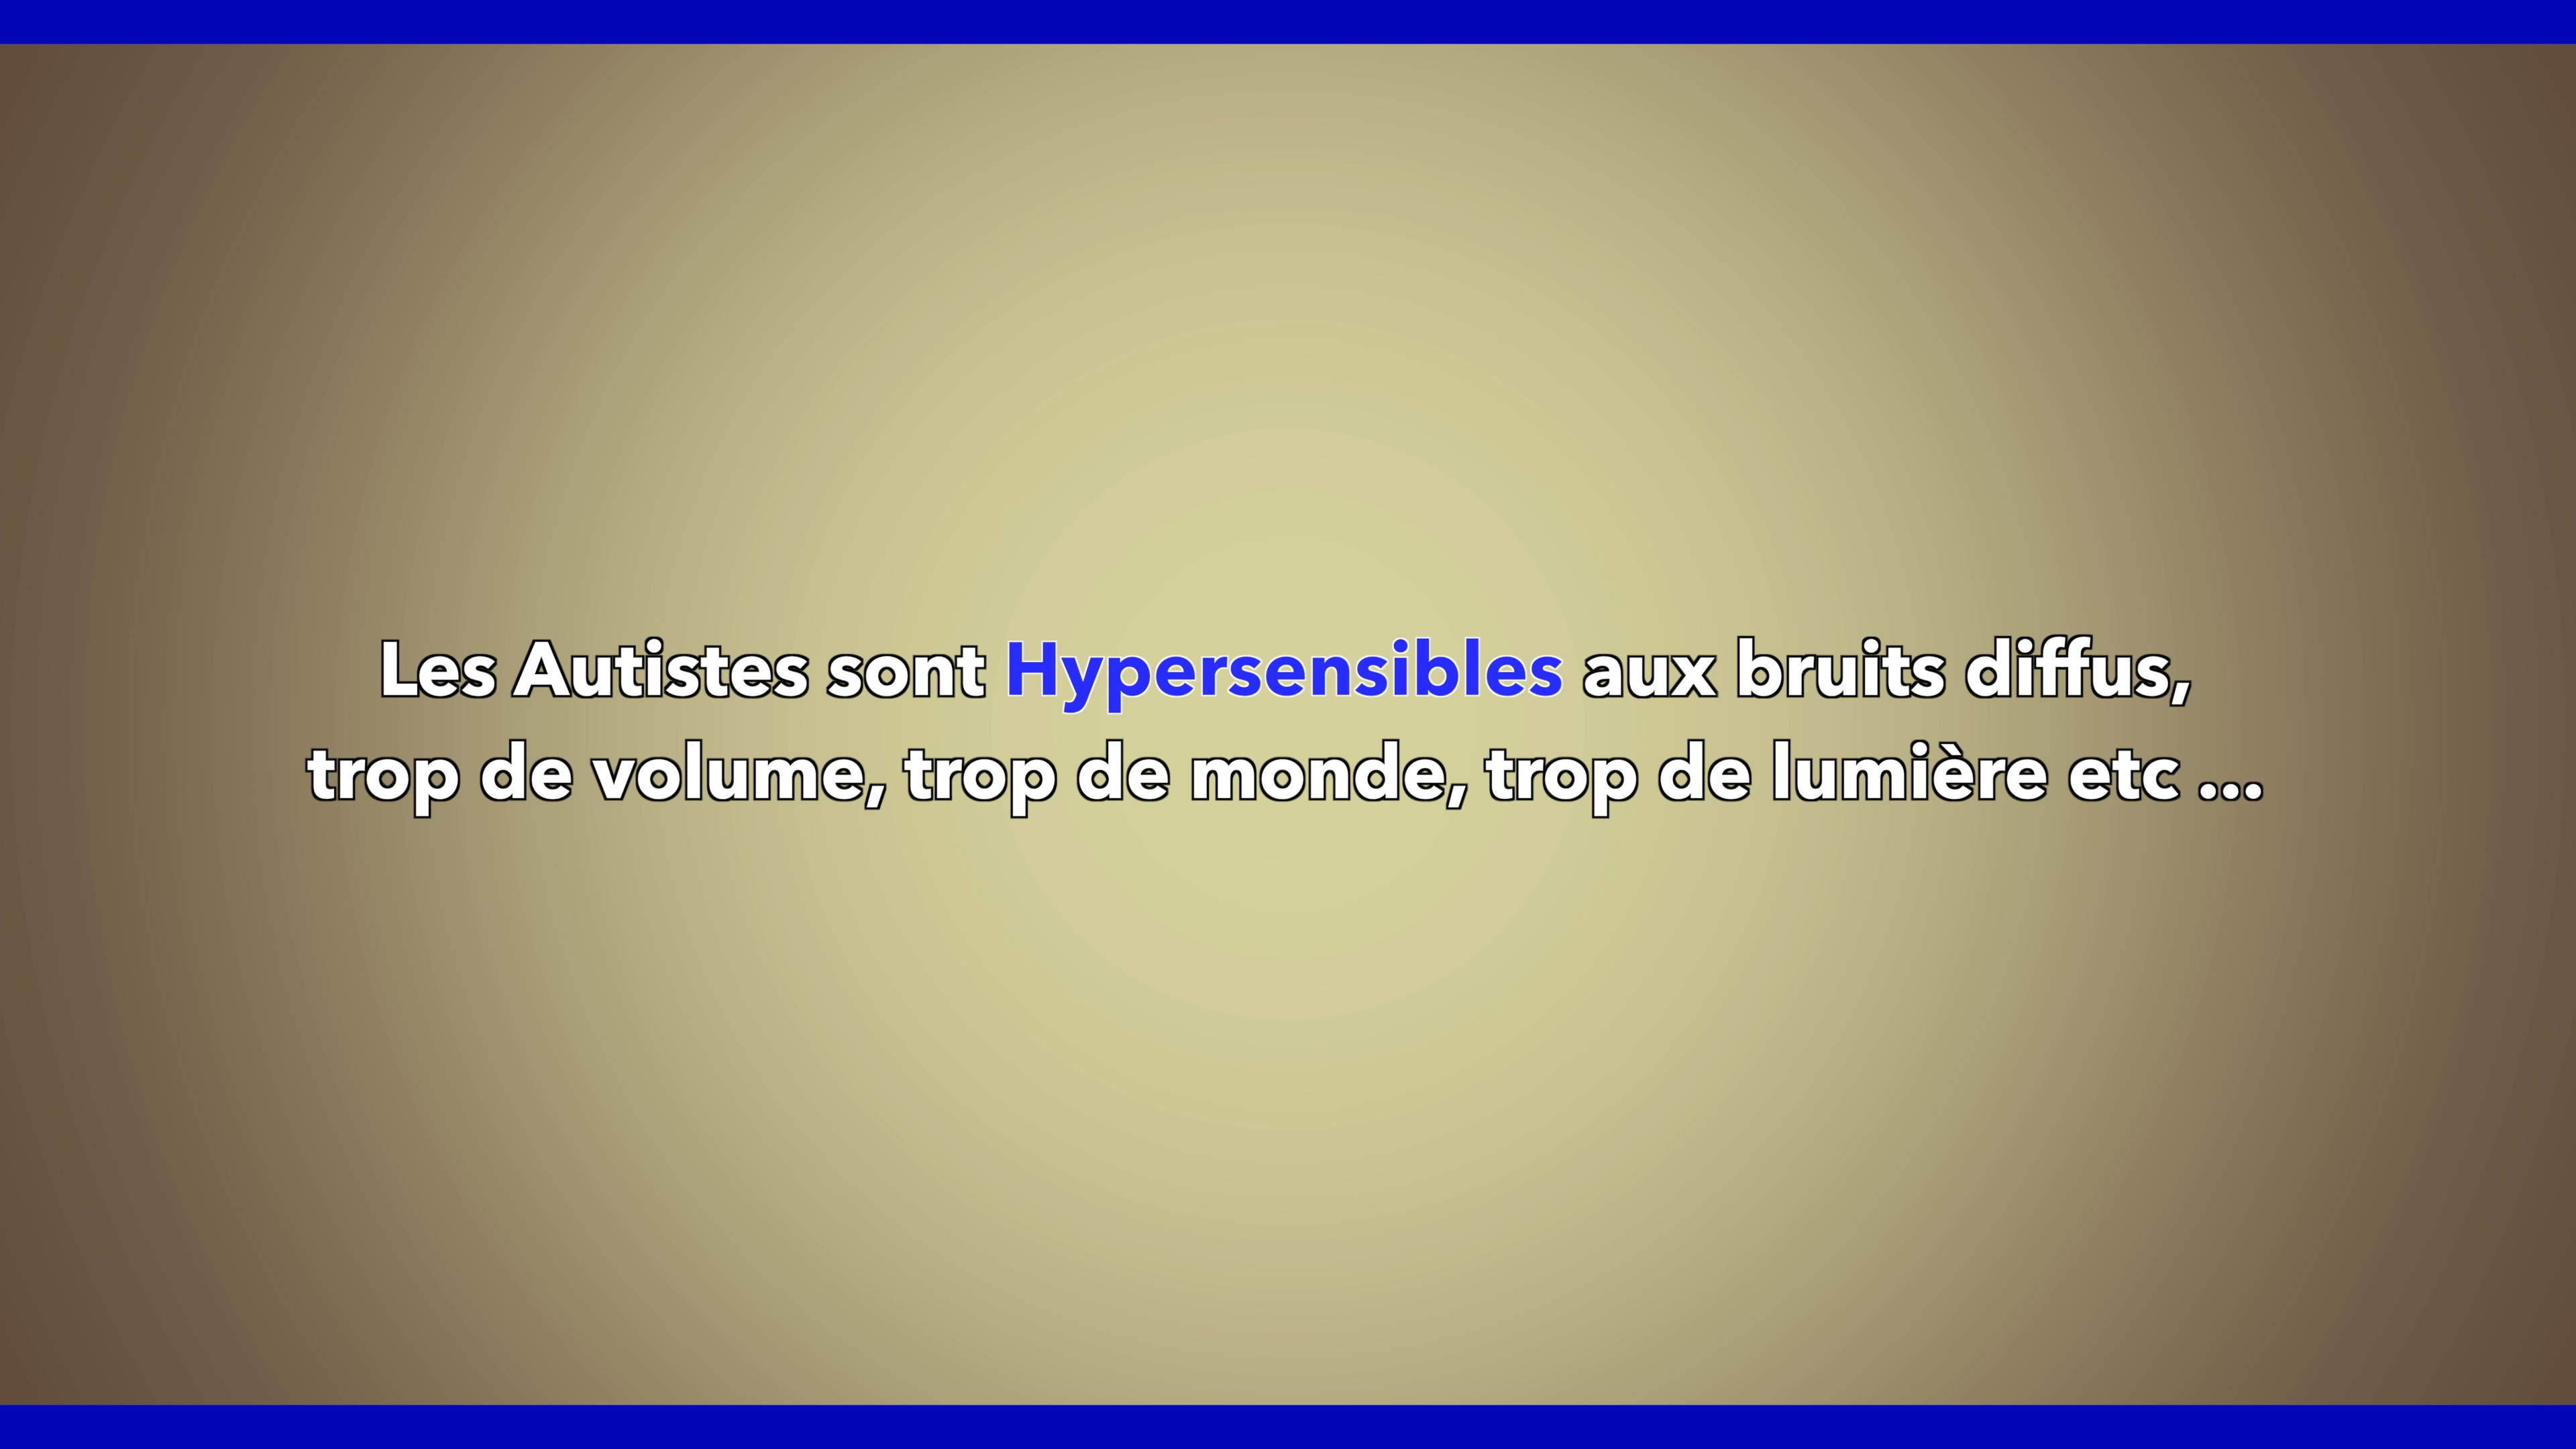 Les Autistes sont Hypersensibles aux bruits diffus,
trop de volume, trop de monde, trop de lumière etc ...